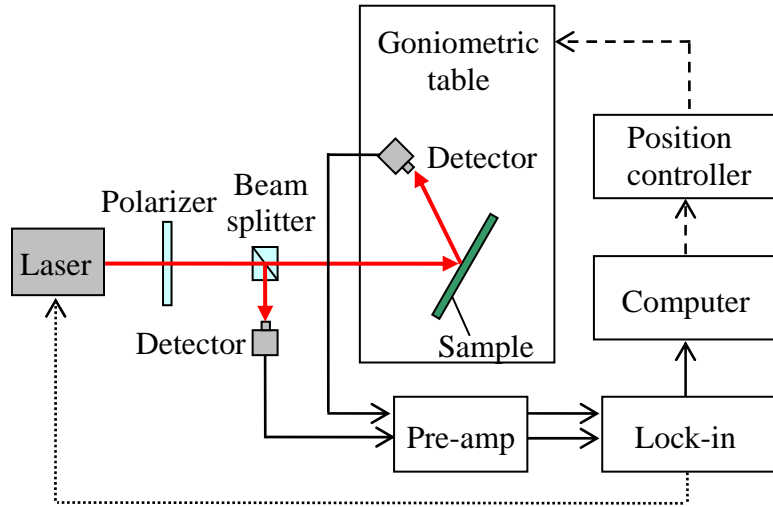 Goniometric
table
Detector
Position
controller
Beam
splitter
Polarizer
Laser
Computer
Detector
Sample
Pre-amp
Lock-in